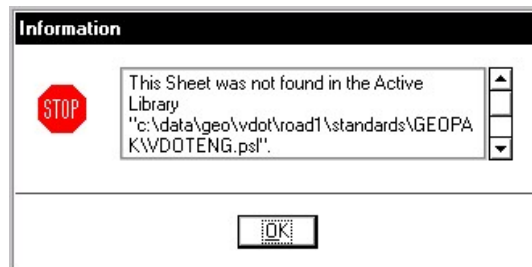 Information
STOP
This Sheet was not found in the Active
Library
"c:\data\geo\vdot\road1\standards\GEOPA
K\VDOTENG.psl".
OK